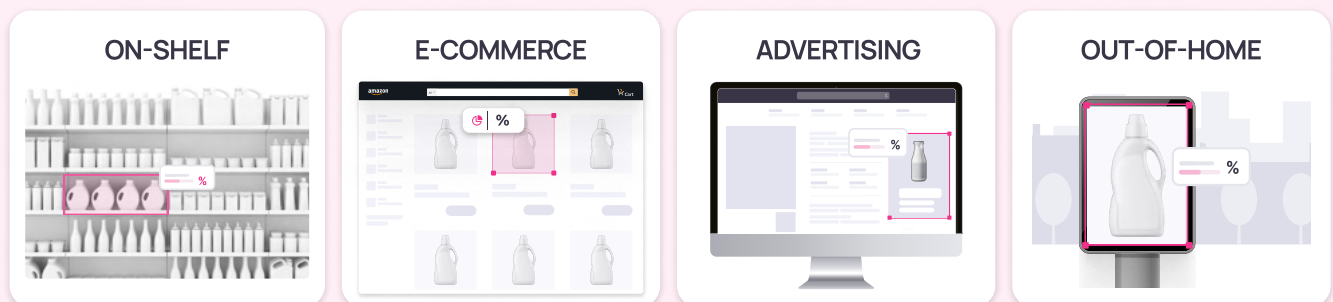 ON-SHELF
%
E-COMMERCE
amazon
Cart
%
ADVERTISING
%
OUT-OF-HOME
%